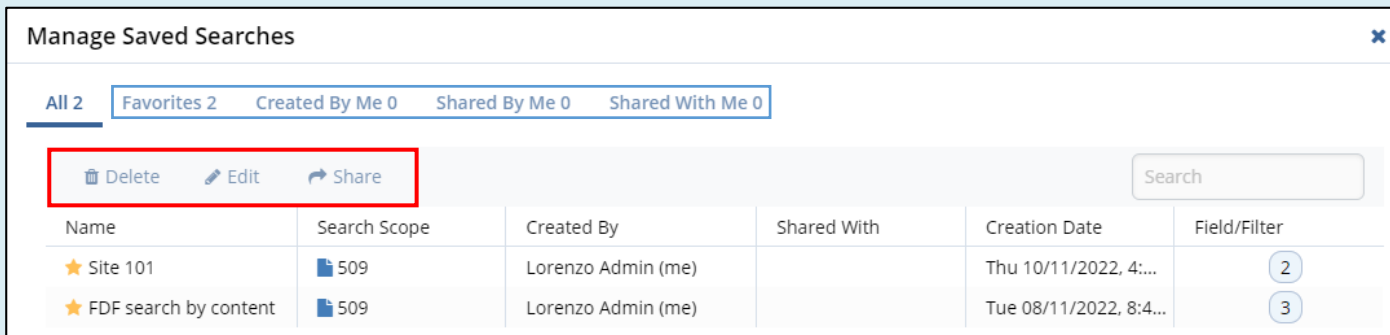 Manage Saved Searches
All 2 Favorites 2 Created By Me 0 Shared By Me 0 Shared With Me 0
Delete Edit Share Search
Name Search Scope Created By Shared With Creation Date Field/Filter
Site 101 509 Lorenzo Admin (me) Thu 10/11/2022, 4:... 2
FDF search by content 509 Lorenzo Admin (me) Tue 08/11/2022, 8:4... 3